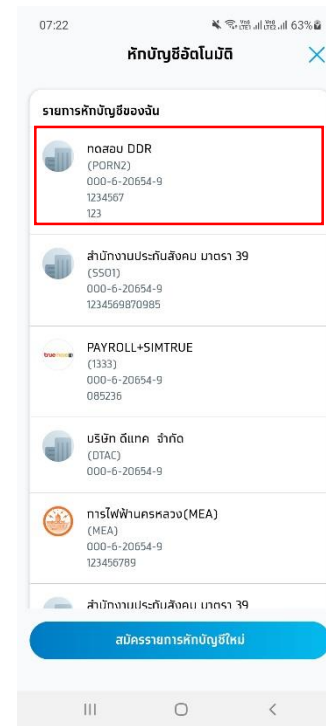 07:22
63%
หักบัญชีอัตโนมัติ
รายการหักบัญชีของฉัน
ทดสอบ DDR
(PORN2)
000-6-20654-9
1234567
123
สำนักงานประกันสังคม มาตรา 39
(SSO1)
000-6-20654-9
1234569870985
PAYROLL+SIMTRUE
(1333)
000-6-20654-9
085236
บริษัท ดีแทค จำกัด
(DTAC)
000-6-20654-9
การไฟฟ้านครหลวง(MEA)
(MEA)
000-6-20654-9
123456789
สำนักงานประกันสังคม มาตรา 39
สมัครรายการหักบัญชีใหม่